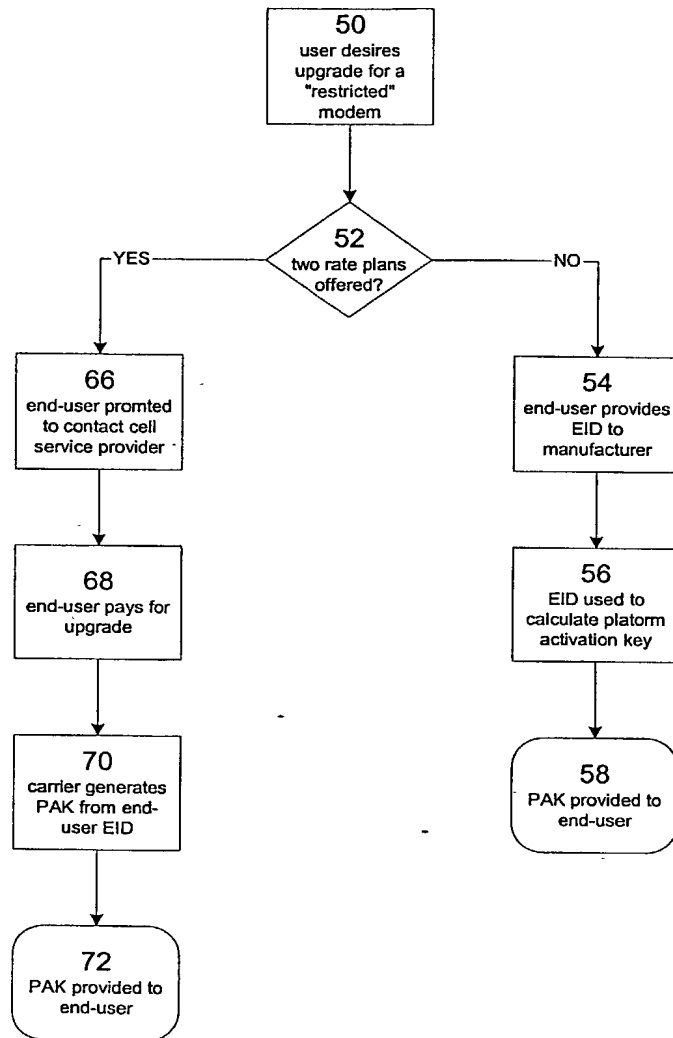 50
user desires
upgrade for a
"restricted"
modem
52
two rate plans
offered?
YES
NO
66
end-user promted
to contact cell
service provider
54
end-user provides
EID to
manufacturer
68
end-user pays for
upgrade
56
EID used to
calculate platorm
activation key
70
carrier generates
PAK from end-
user EID
58
PAK provided to
end-user
72
PAK provided to
end-user